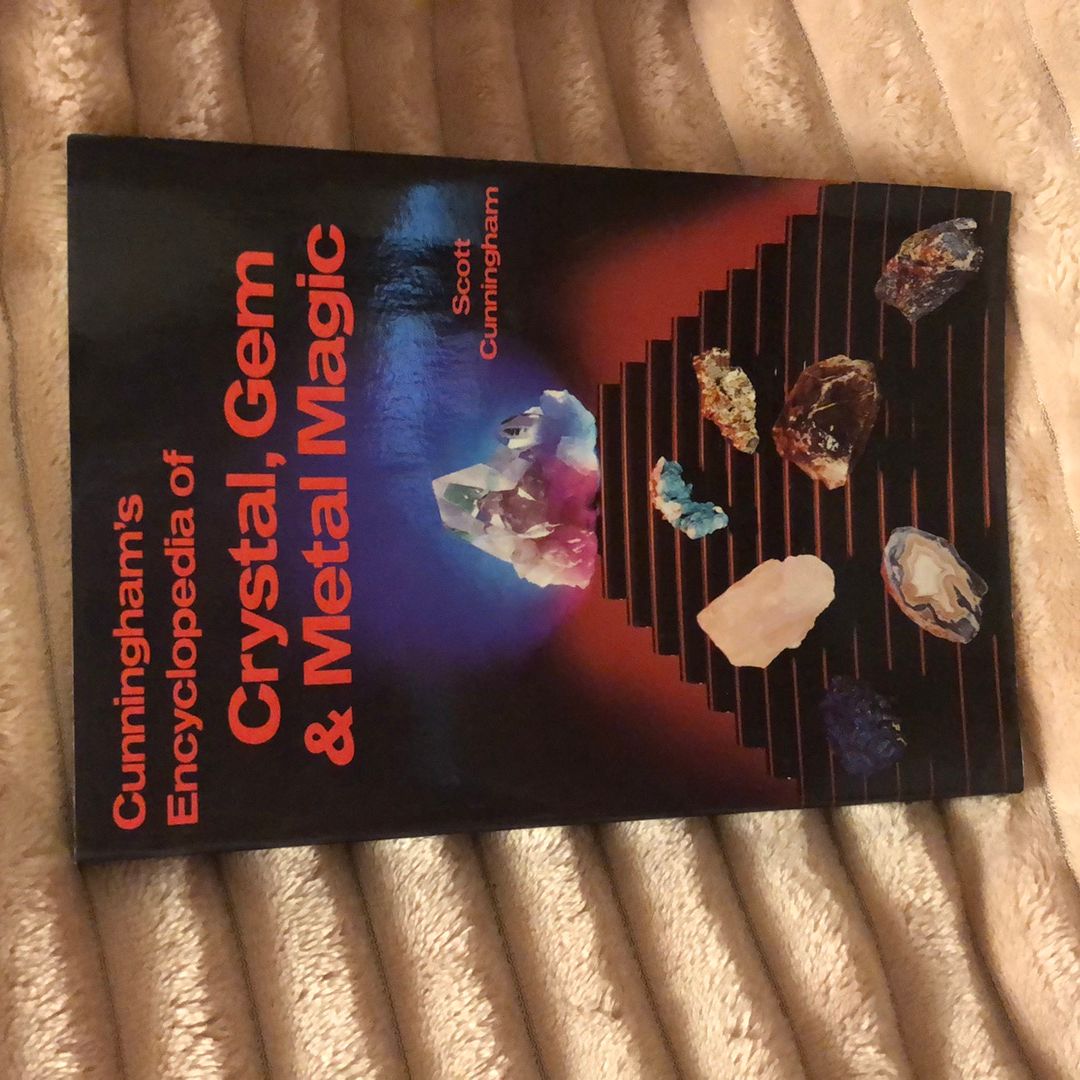 Cunningham's
Encyclopedia of
Crystal, Gem
& Metal Magic
Scott
Cunningham